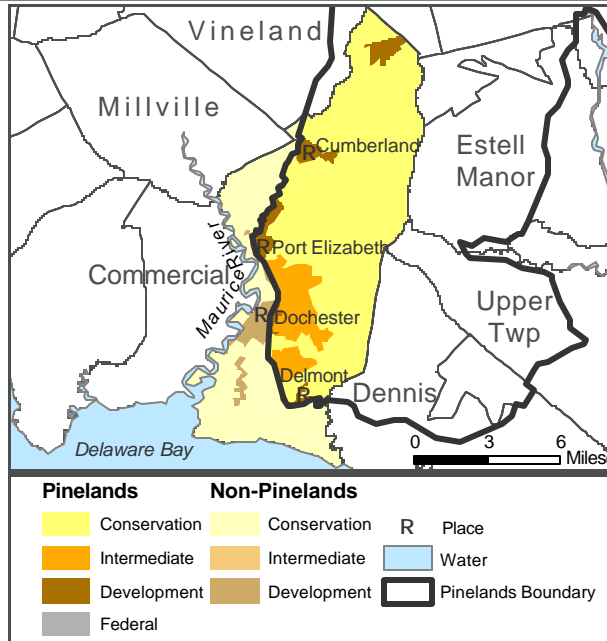 Vineland
Millville
R Cumberland
Estell
Manor
Maurice River
R Port Elizabeth
Commercial
Upper
Twp
R Dochester
Delmont
R
Dennis
Delaware Bay
0 3 6
Miles
Pinelands Non-Pinelands
Conservation Conservation R Place
Intermediate Intermediate Water
Development Development Pinelands Boundary
Federal